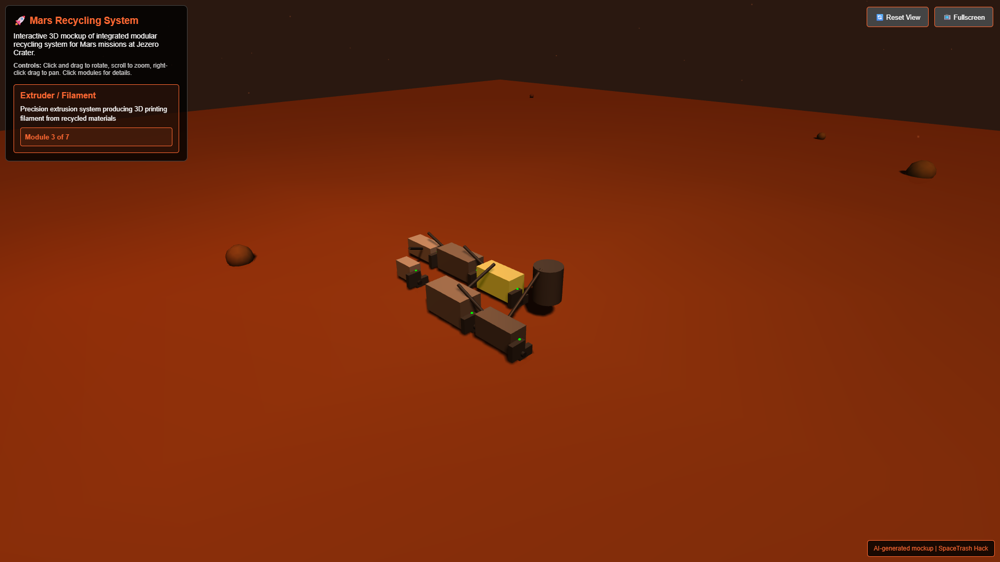 🚀 Mars Recycling System
Interactive 3D mockup of integrated modular
recycling system for Mars missions at Jezero
Crater.
Controls: Click and drag to rotate, scroll to zoom, right-
click drag to pan. Click modules for details.
Extruder / Filament
Precision extrusion system producing 3D printing
filament from recycled materials
Module 3 of 7
🔄 Reset View
📺 Fullscreen
AI-generated mockup | SpaceTrash Hack